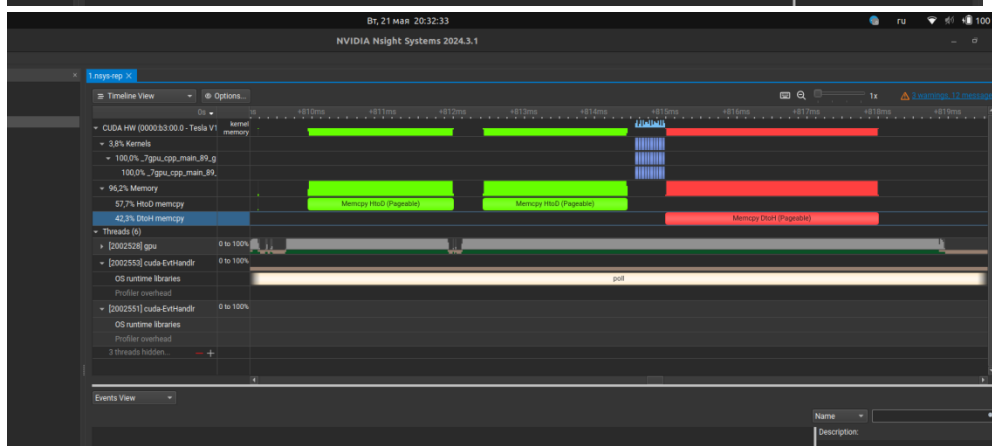 Вт, 21 мая 20:32:33
ru
100
NVIDIA Nsight Systems 2024.3.1
1.nsys-rep ×
Timeline View
Options...
1x
3 warnings, 12 message
0s
+810ms +811ms +812ms +813ms +814ms +815ms +816ms +817ms +818ms +819ms
CUDA HW (0000:b3:00.0 - Tesla V1
kernel
memory
3,8% Kernels
100,0% _7gpu_cpp_main_89_g
100,0% _7gpu_cpp_main_89_
96,2% Memory
57,7% HtoD memcpy
Memcpy HtoD (Pageable)
Memcpy HtoD (Pageable)
42,3% DtoH memcpy
Memcpy DtoH (Pageable)
Threads (6)
[2002528] gpu
0 to 100%
[2002553] cuda-EvtHandlr
0 to 100%
OS runtime libraries
poll
Profiler overhead
[2002551] cuda-EvtHandlr
0 to 100%
OS runtime libraries
Profiler overhead
3 threads hidden...
Events View
Name
Description: